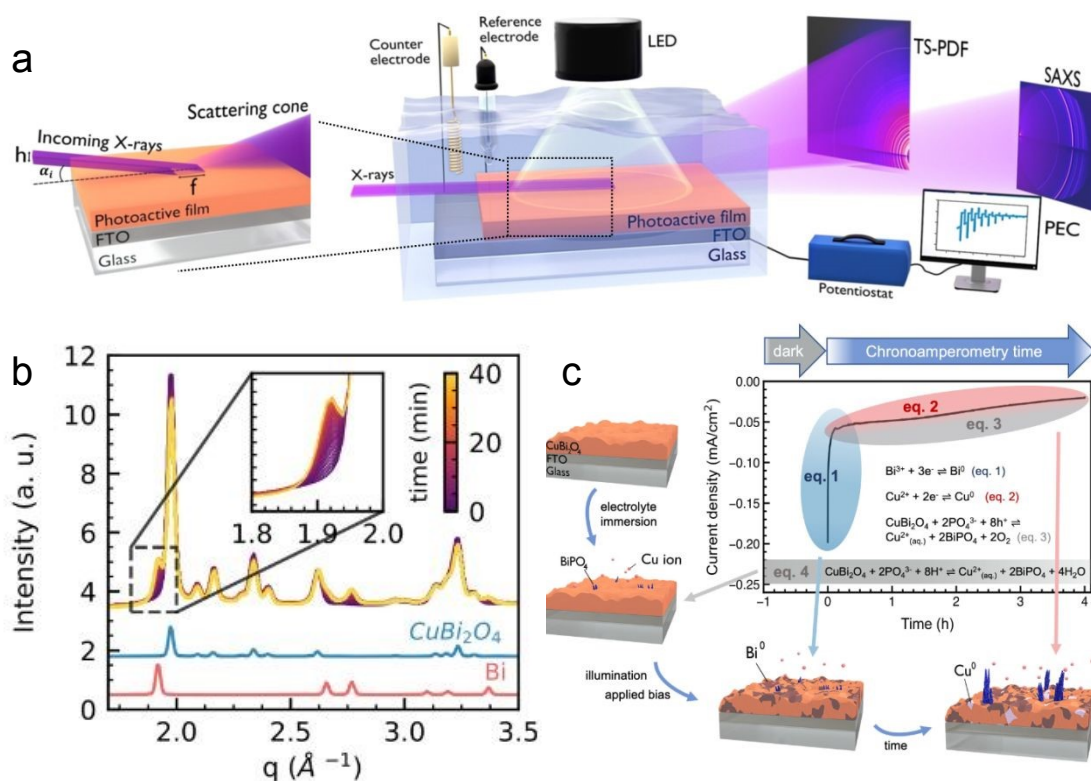 a
Counter
electrode
Reference
electrode
LED
TS-PDF
SAXS
Scattering cone
Incoming X-rays
h
αi
f
X-rays
Photoactive film
FTO
Glass
Photoactive film
FTO
Glass
PEC
Potentiostat
b
12
10
8
6
4
2
0
Intensity (a. u.)
1.8 1.9 2.0
40
20
0
time (min)
CuBi₂O₄
Bi
2.0 2.5 3.0 3.5
q (Å⁻¹)
c
dark
Chronoamperometry time
0.00
-0.05
-0.10
-0.15
-0.20
-0.25
Current density (mA/cm²)
eq. 2
eq. 3
eq. 1
Bi³⁺ + 3e⁻ ⇌ Bi⁰ (eq. 1)
Cu²⁺ + 2e⁻ ⇌ Cu⁰ (eq. 2)
CuBi₂O₄ + 2PO₄³⁻ + 8h⁺ ⇌
Cu²⁺(aq.) + 2BiPO₄ + 2O₂ (eq. 3)
eq. 4 CuBi₂O₄ + 2PO₄³⁻ + 8H⁺ ⇌ Cu²⁺(aq.) + 2BiPO₄ + 4H₂O
-1 0 1 2 3 4
Time (h)
CuBi₂O₄
FTO
Glass
electrolyte
immersion
BiPO₄
Cu ion
illumination
applied bias
Bi⁰
time
Cu⁰